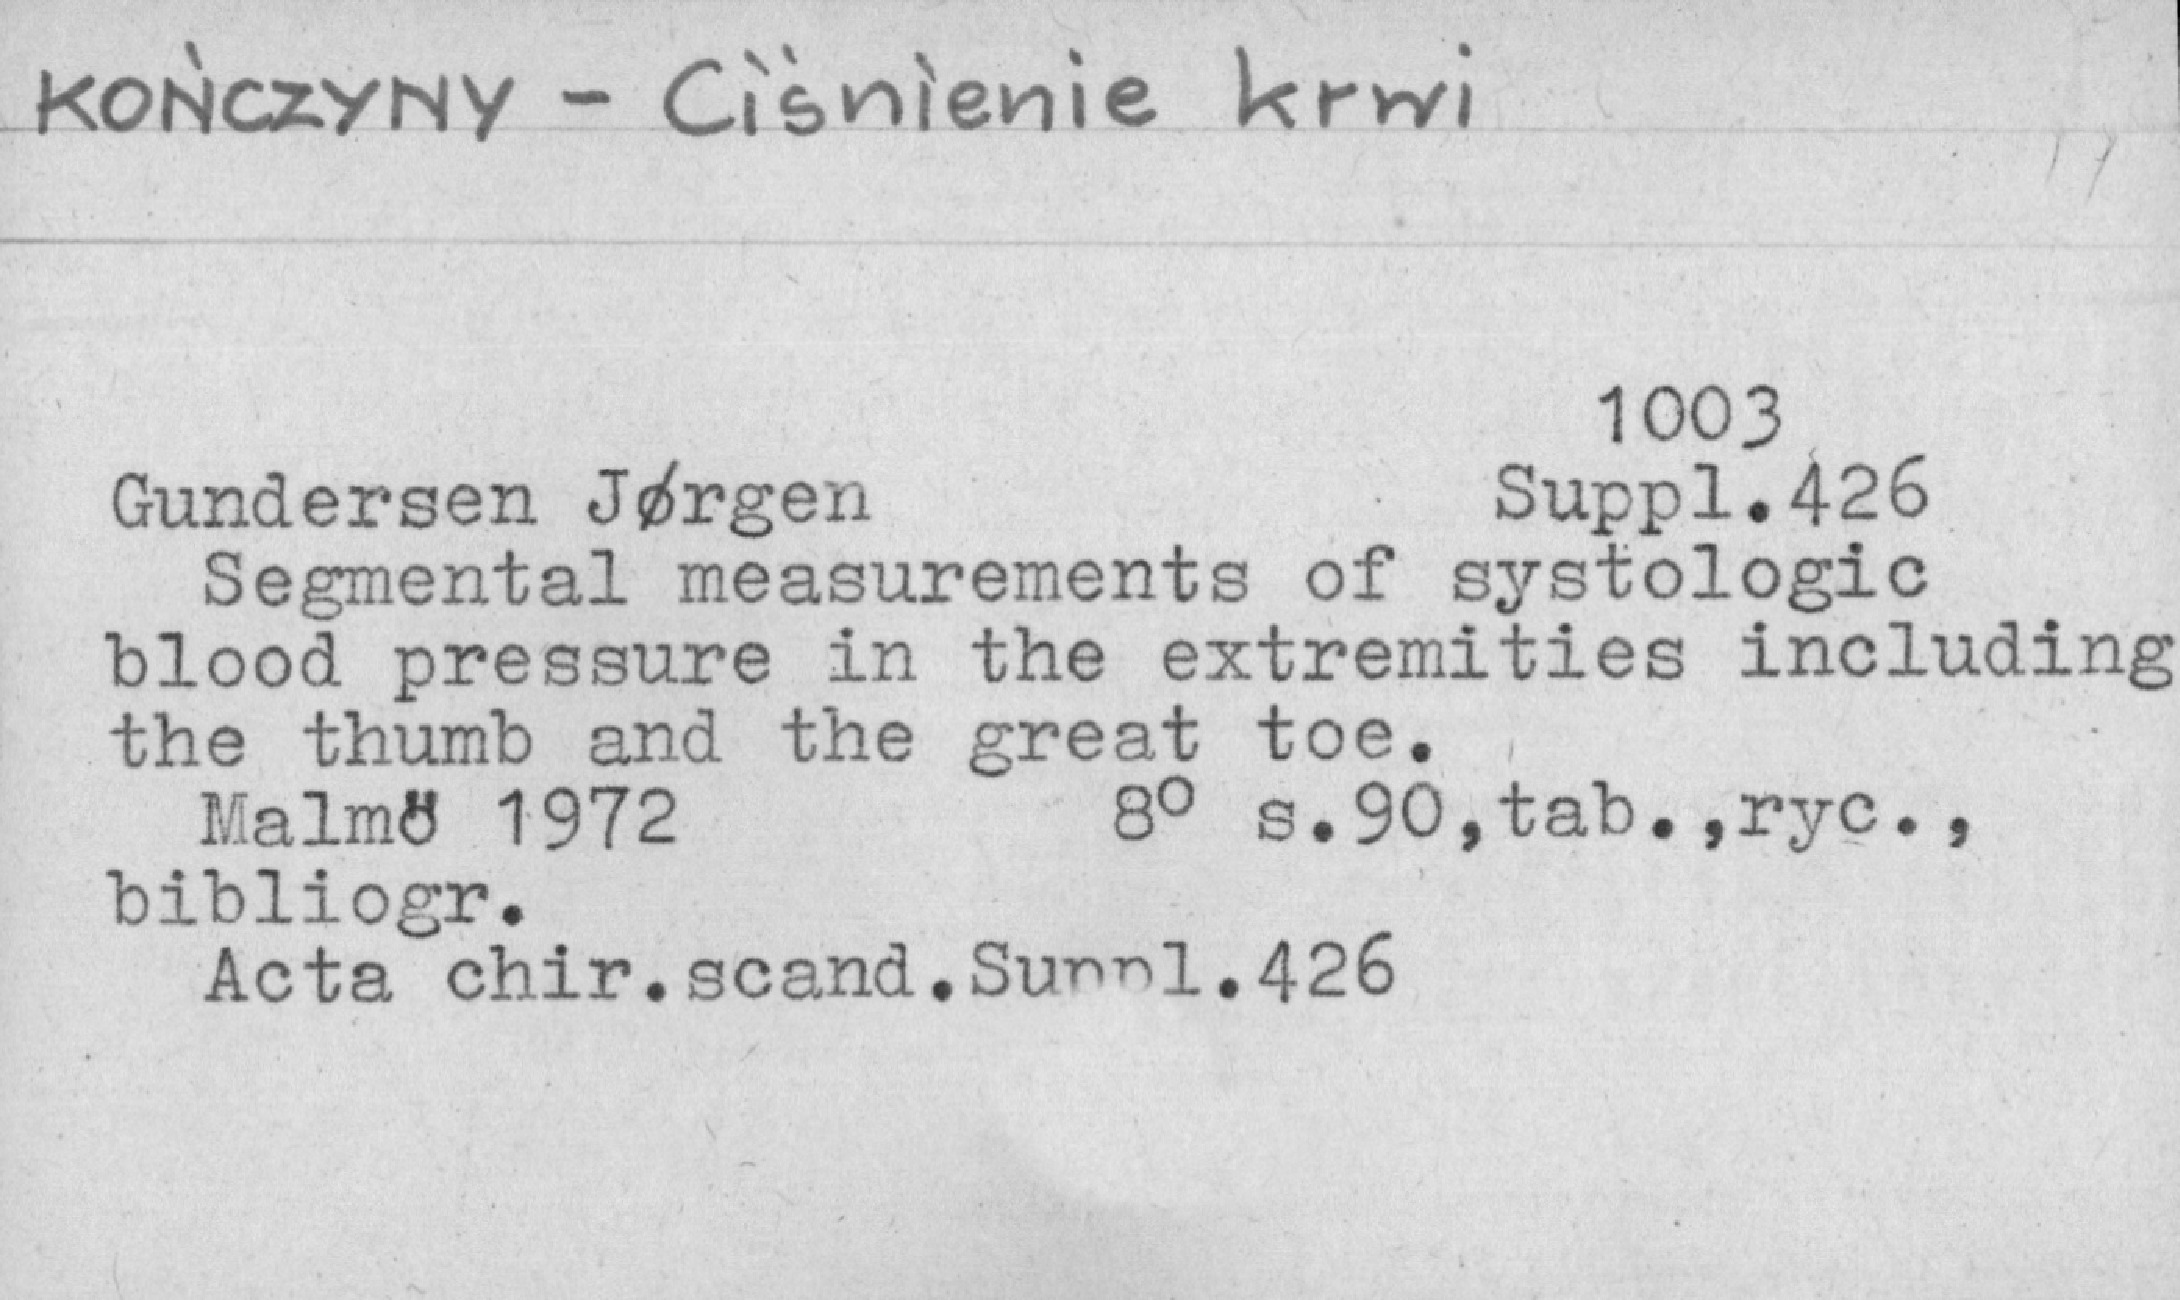 KOŃCZYNY - Ciśnienie krwi
1003
Gundersen Jørgen Suppl.426
Segmental measurements of systologic
blood pressure in the extremities including
the thumb and the great toe.
Malmö 1972 8º s.90,tab.,ryc.,
bibliogr.
Acta chir.scand.Suppl.426